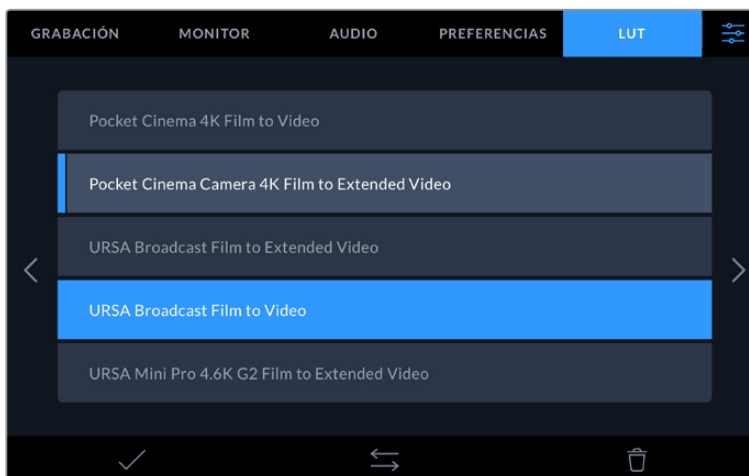 GRABACIÓN MONITOR AUDIO PREFERENCIAS LUT
Pocket Cinema 4K Film to Video
Pocket Cinema Camera 4K Film to Extended Video
URSA Broadcast Film to Extended Video
URSA Broadcast Film to Video
URSA Mini Pro 4.6K G2 Film to Extended Video